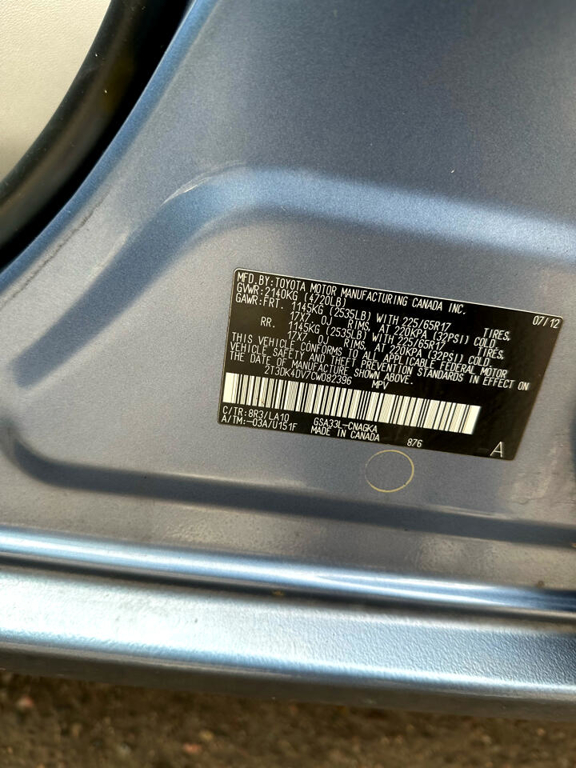 MFD.BY:TOYOTA MOTOR MANUFACTURING CANADA INC.
GVWR:2140KG (4720LB) 07/12
GAWR:FRT. 1145KG (2535LB) WITH 225/65R17 TIRES,
17X7 OJ RIMS, AT 220KPA (32PSI) COLD
RR. 1145KG (2535LB) WITH 225/65R17 TIRES,
17X7 OJ RIMS, AT 220KPA (32PSI) COLD
THIS VEHICLE CONFORMS TO ALL APPLICABLE FEDERAL MOTOR
VEHICLE SAFETY AND THEFT PREVENTION STANDARDS IN EFFECT ON
THE DATE OF MANUFACTURE SHOWN ABOVE.
2T3DK4DV7CW082396 MPV
C/TR:8R3/LA10 GSA33L-CNAGKA
A/TM:-03A/U151F MADE IN CANADA 876 A